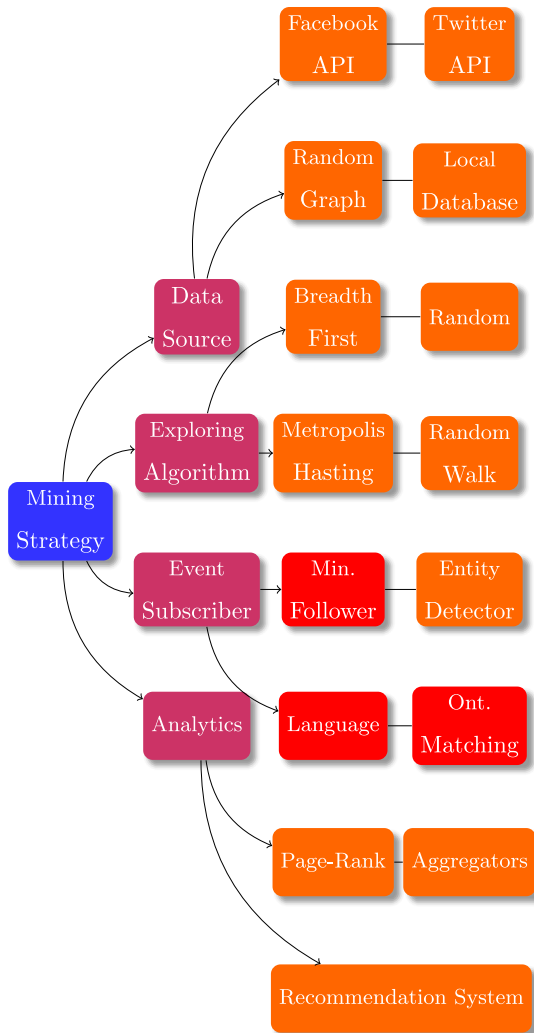 Facebook
API
Twitter
API
Random
Graph
Local
Database
Data
Source
Breadth
First
Random
Exploring
Algorithm
Metropolis
Hasting
Random
Walk
Mining
Strategy
Event
Subscriber
Min.
Follower
Entity
Detector
Analytics
Language
Ont.
Matching
Page-Rank
Aggregators
Recommendation System